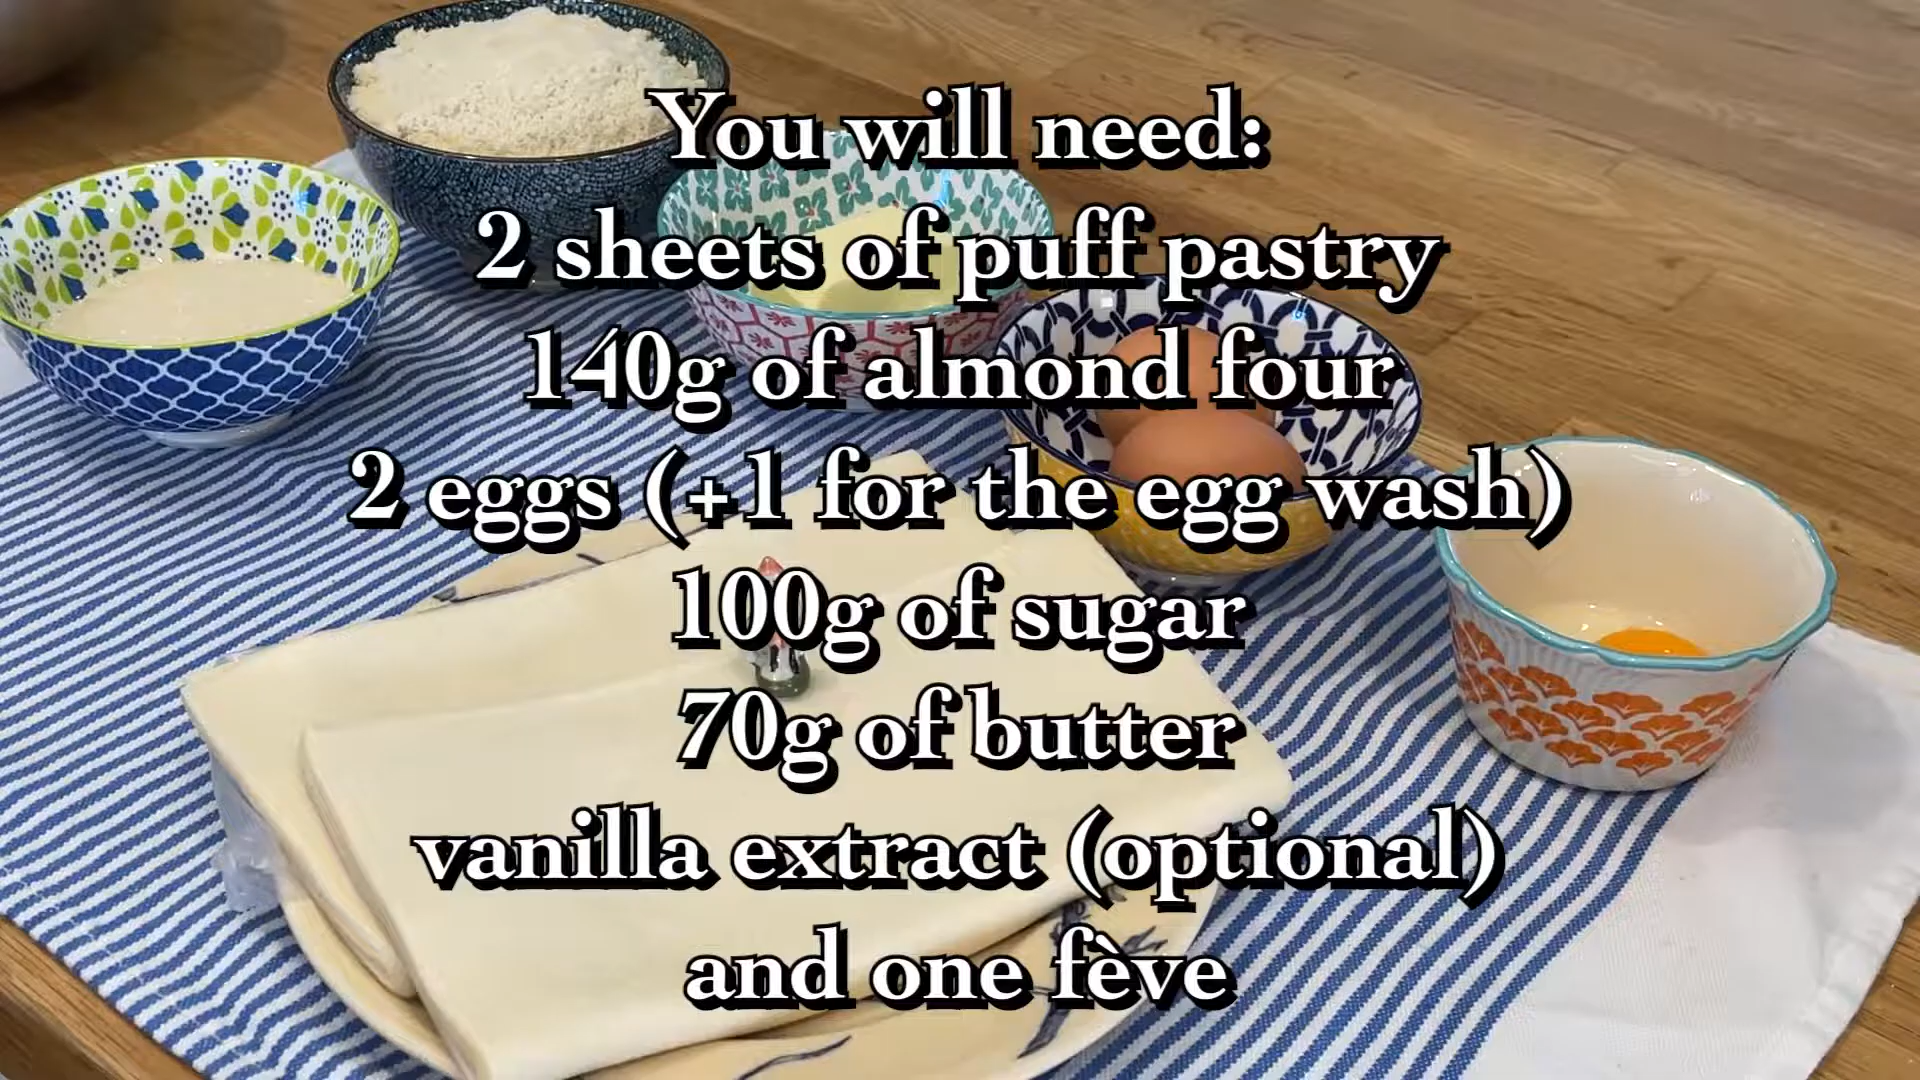 You will need:
2 sheets of puff pastry
140g of almond four
2 eggs (+1 for the egg wash)
100g of sugar
70g of butter
vanilla extract (optional)
and one fève